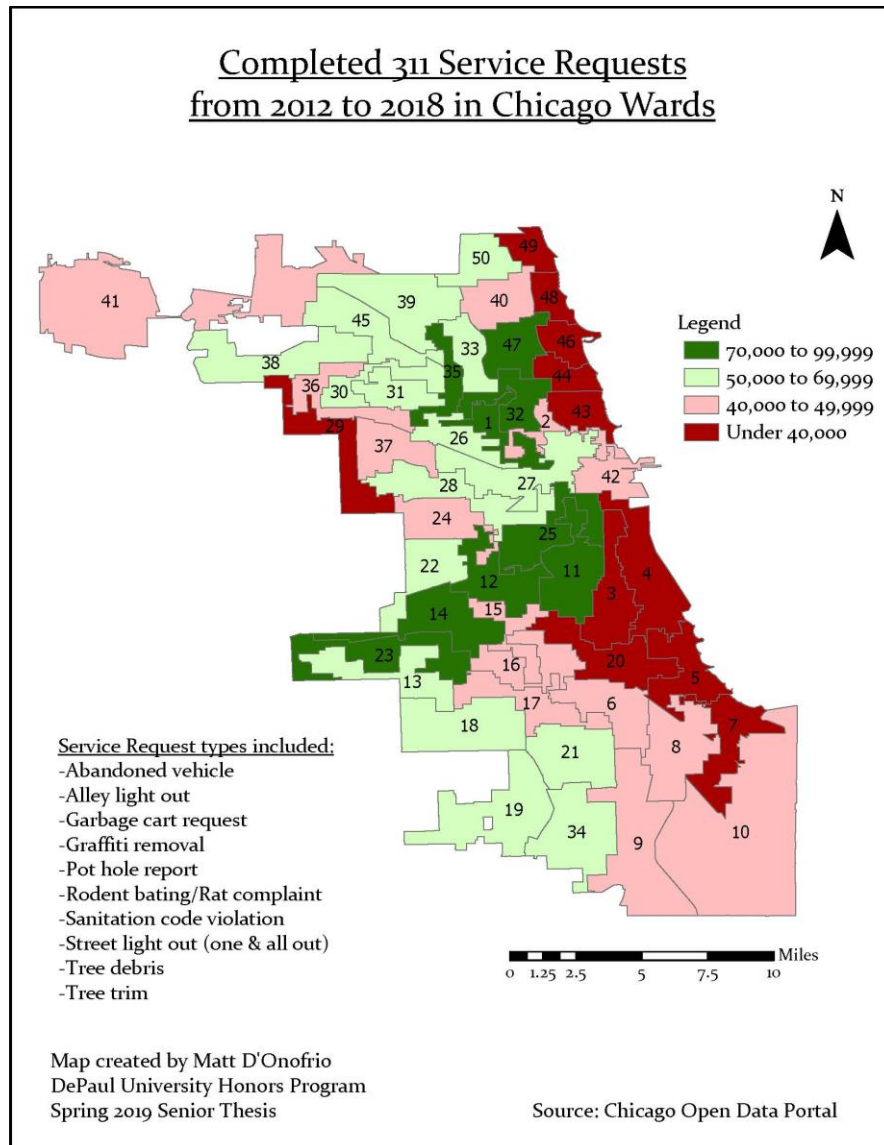 Completed 311 Service Requests
from 2012 to 2018 in Chicago Wards
N
49
50
41
40
48
39
45
46
33
47
38
Legend
70,000 to 99,999
50,000 to 69,999
40,000 to 49,999
Under 40,000
35
44
36
30
31
43
1
32
2
29
26
37
42
28
27
24
25
22
12
11
4
3
15
14
23
20
16
13
5
17
6
7
18
8
21
19
10
34
9
Service Request types included:
-Abandoned vehicle
-Alley light out
-Garbage cart request
-Graffiti removal
-Pot hole report
-Rodent bating/Rat complaint
-Sanitation code violation
-Street light out (one & all out)
-Tree debris
-Tree trim
Miles
0 1.25 2.5 5 7.5 10
Map created by Matt D'Onofrio
DePaul University Honors Program
Spring 2019 Senior Thesis
Source: Chicago Open Data Portal